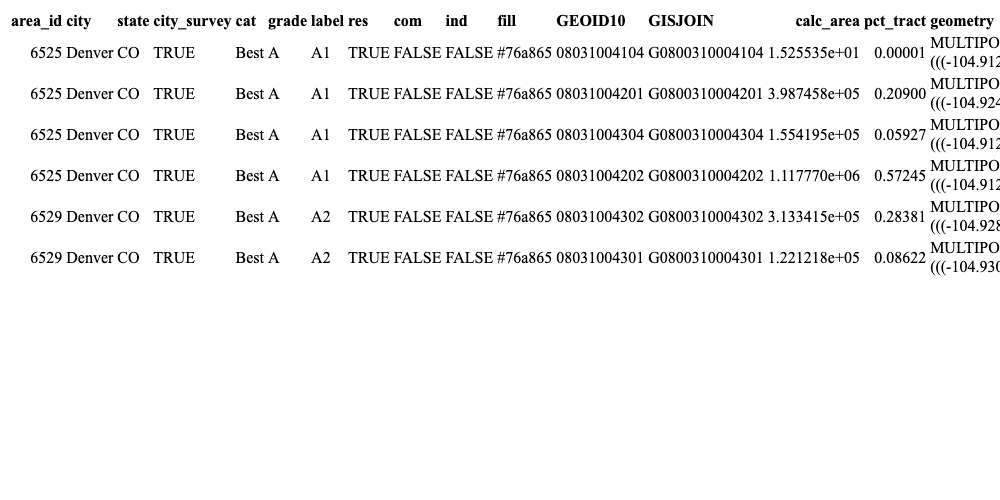 area_id city state city_survey cat grade label res com ind fill GEOID10 GISJOIN calc_area pct_tract geometry
6525 Denver CO TRUE Best A A1 TRUE FALSE FALSE #76a865 08031004104 G0800310004104 1.525535e+01 0.00001 MULTIPO
(((-104.912
6525 Denver CO TRUE Best A A1 TRUE FALSE FALSE #76a865 08031004201 G0800310004201 3.987458e+05 0.20900 MULTIPO
(((-104.924
6525 Denver CO TRUE Best A A1 TRUE FALSE FALSE #76a865 08031004304 G0800310004304 1.554195e+05 0.05927 MULTIPO
(((-104.912
6525 Denver CO TRUE Best A A1 TRUE FALSE FALSE #76a865 08031004202 G0800310004202 1.117770e+06 0.57245 MULTIPO
(((-104.912
6529 Denver CO TRUE Best A A2 TRUE FALSE FALSE #76a865 08031004302 G0800310004302 3.133415e+05 0.28381 MULTIPO
(((-104.928
6529 Denver CO TRUE Best A A2 TRUE FALSE FALSE #76a865 08031004301 G0800310004301 1.221218e+05 0.08622 MULTIPO
(((-104.930